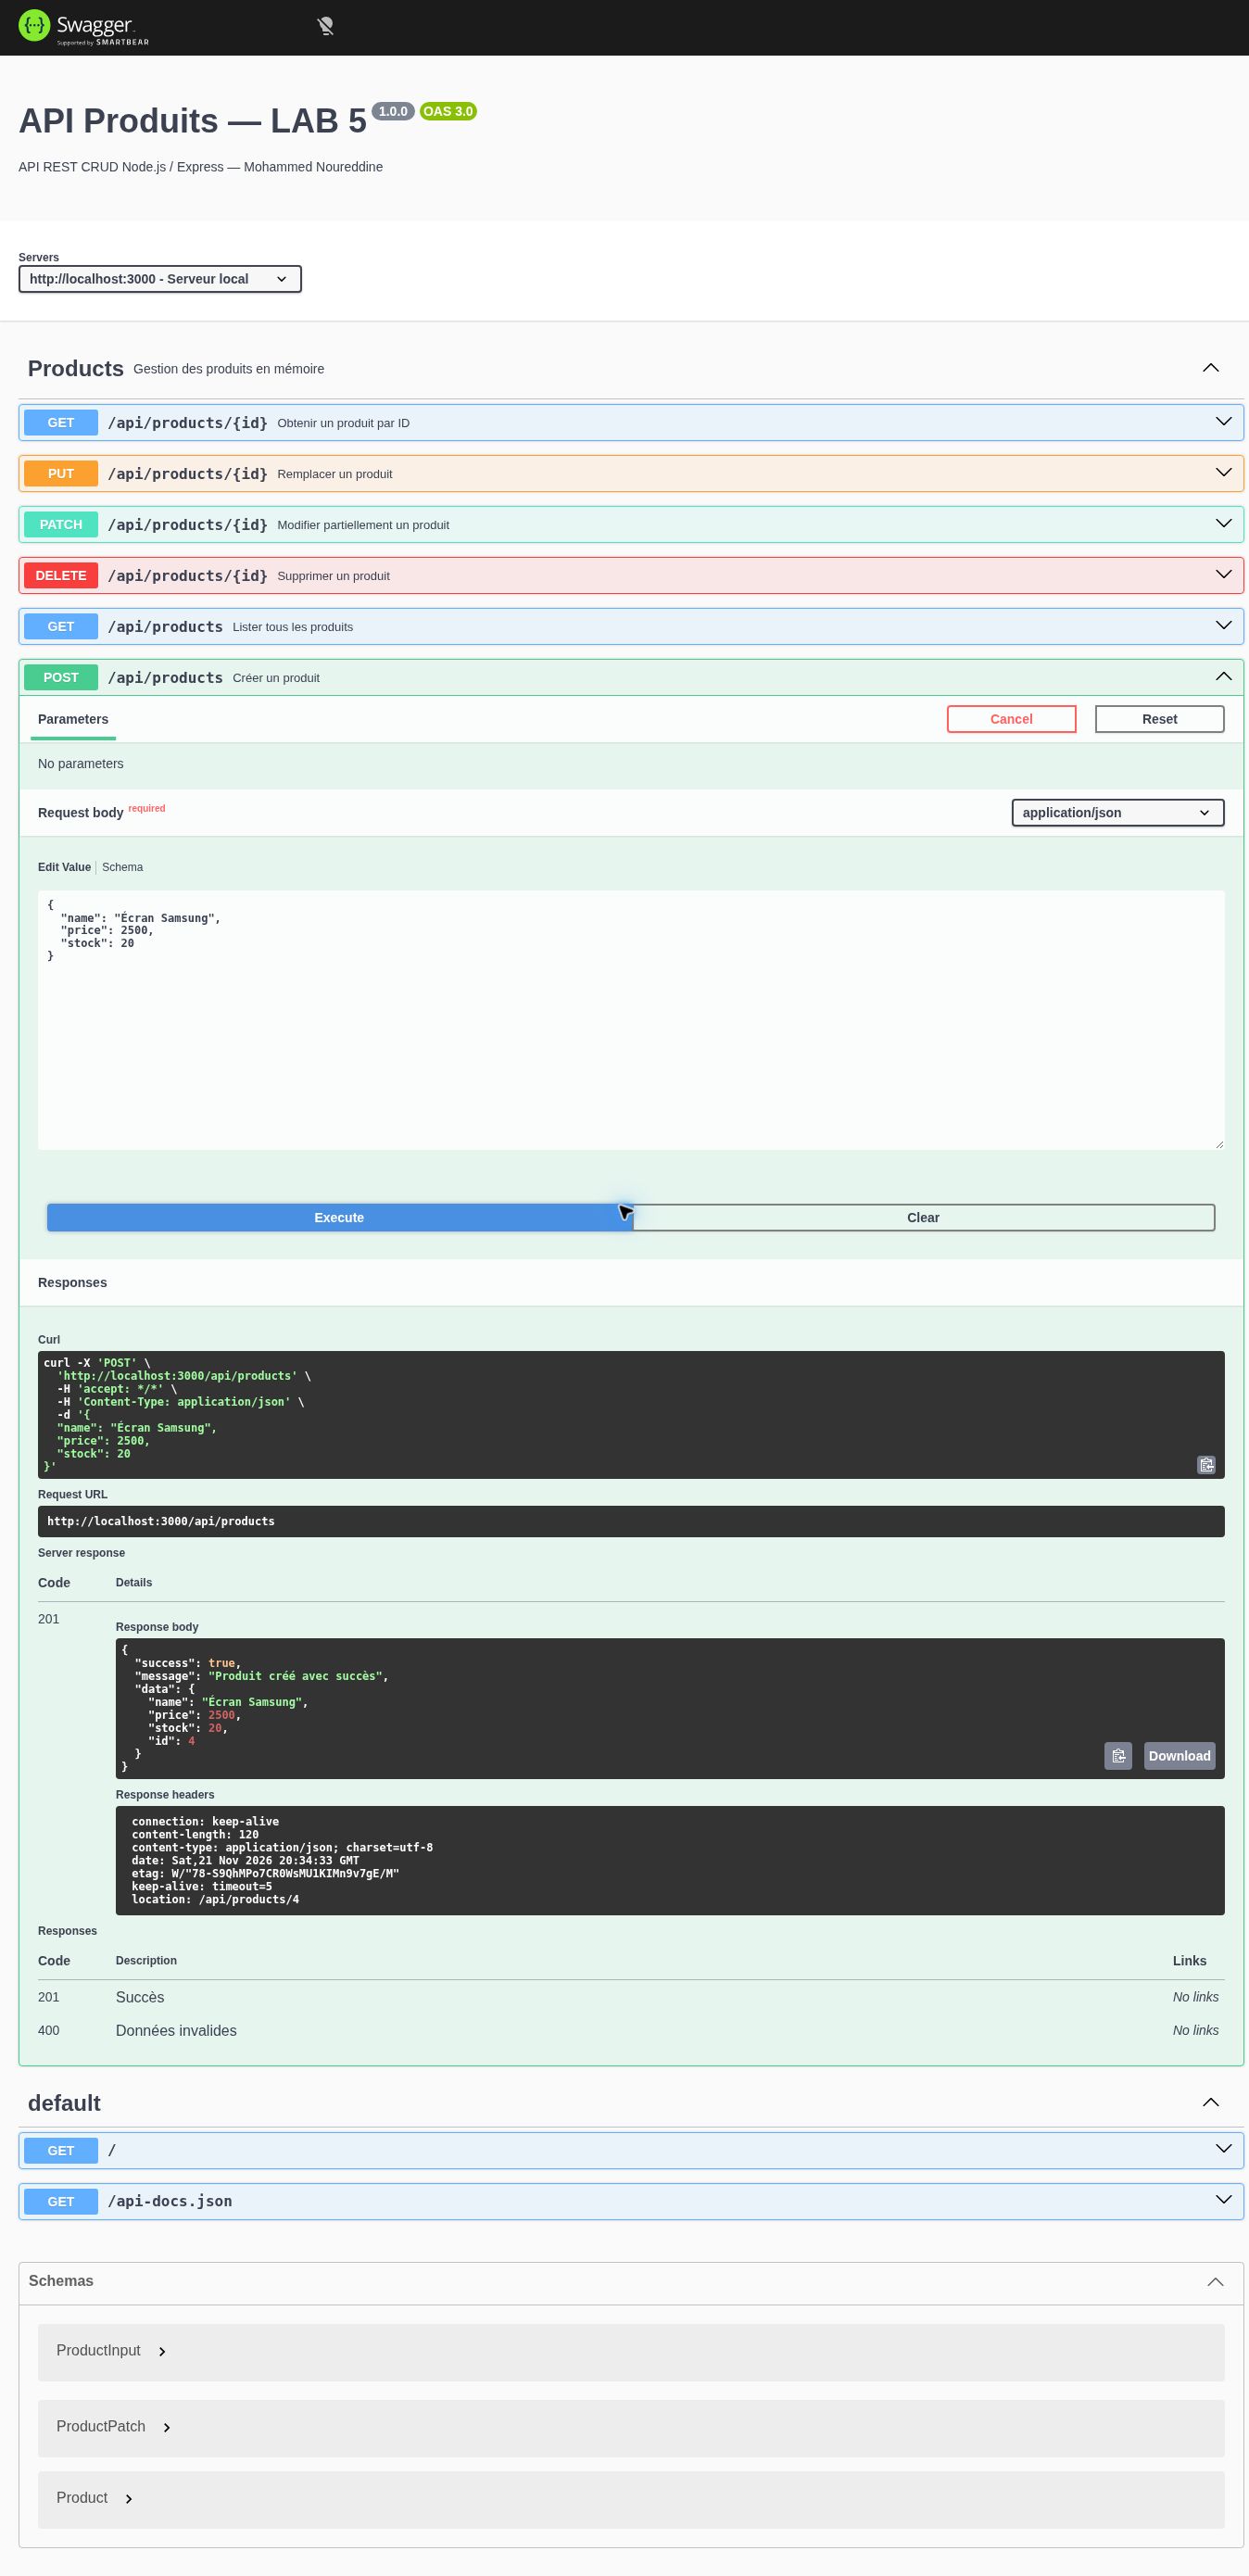 Swagger
Supported by SMARTBEAR
API Produits — LAB 5 1.0.0 OAS 3.0
API REST CRUD Node.js / Express — Mohammed Noureddine
Servers
http://localhost:3000 - Serveur local
Products Gestion des produits en mémoire
GET /api/products/{id} Obtenir un produit par ID
PUT /api/products/{id} Remplacer un produit
PATCH /api/products/{id} Modifier partiellement un produit
DELETE /api/products/{id} Supprimer un produit
GET /api/products Lister tous les produits
POST /api/products Créer un produit
Parameters Cancel Reset
No parameters
Request body required application/json
Edit Value Schema
{
"name": "Écran Samsung",
"price": 2500,
"stock": 20
}
Execute Clear
Responses
Curl
curl -X 'POST' \
'http://localhost:3000/api/products' \
-H 'accept: */*' \
-H 'Content-Type: application/json' \
-d '{
"name": "Écran Samsung",
"price": 2500,
"stock": 20
}'
Request URL
http://localhost:3000/api/products
Server response
Code Details
201
Response body
{
"success": true,
"message": "Produit créé avec succès",
"data": {
"name": "Écran Samsung",
"price": 2500,
"stock": 20,
"id": 4
}
}
Download
Response headers
connection: keep-alive
content-length: 120
content-type: application/json; charset=utf-8
date: Sat,21 Nov 2026 20:34:33 GMT
etag: W/"78-S9QhMPo7CR0WsMU1KIMn9v7gE/M"
keep-alive: timeout=5
location: /api/products/4
Responses
Code Description Links
201 Succès No links
400 Données invalides No links
default
GET /
GET /api-docs.json
Schemas
ProductInput
ProductPatch
Product